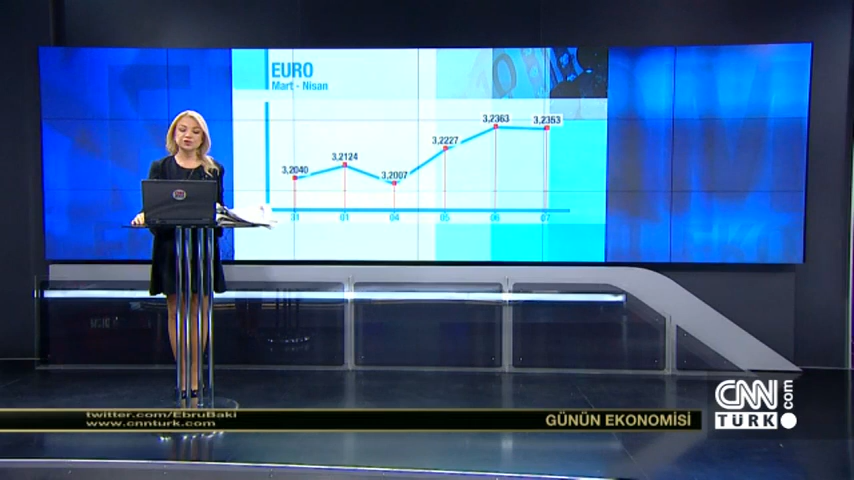 EURO
Mart - Nisan
3,2040
3,2124
3,2007
3,2227
3,2363
3,2353
31
01
04
05
06
07
twitter.com/EbruBaki
www.cnnturk.com
GÜNÜN EKONOMİSİ
CNN
TURK
.com